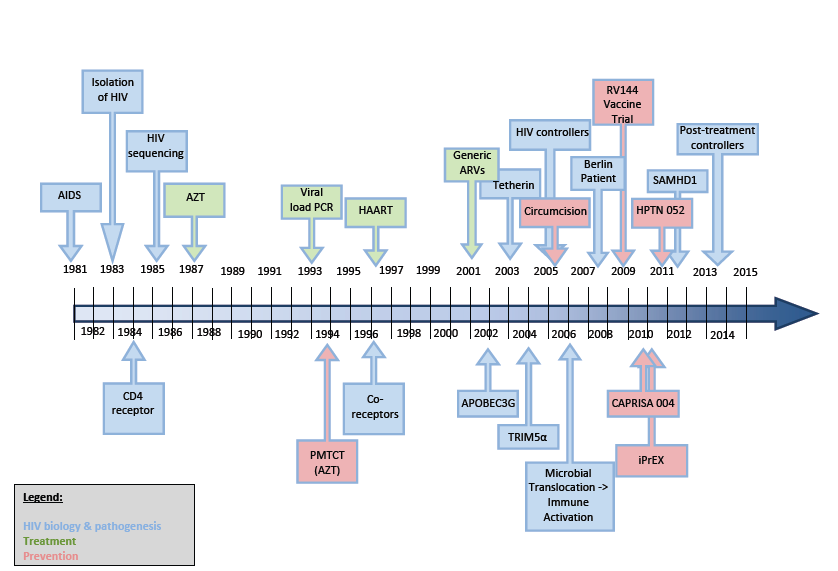 Isolation
of HIV
HIV
sequencing
AIDS
AZT
Viral
load PCR
HAART
Generic
ARVs
Tetherin
HIV controllers
Circumcision
Berlin
Patient
RV144
Vaccine
Trial
HPTN 052
SAMHD1
Post-treatment
controllers
1981
1983
1985
1987
1989
1991
1993
1995
1997
1999
2001
2003
2005
2007
2009
2011
2013
2015
1982
1984
1986
1988
1990
1992
1994
1996
1998
2000
2002
2004
2006
2008
2010
2012
2014
CD4
receptor
PMTCT
(AZT)
Co-
receptors
APOBEC3G
TRIM5α
Microbial
Translocation ->
Immune
Activation
CAPRISA 004
iPrEX
Legend:
HIV biology & pathogenesis
Treatment
Prevention